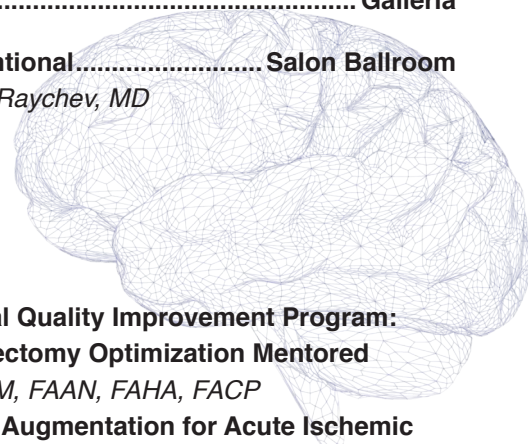 ........................................................ Galleria
ntional.......................... Salon Ballroom
Raychev, MD
al Quality Improvement Program:
ectomy Optimization Mentored
M, FAAN, FAHA, FACP
Augmentation for Acute Ischemic